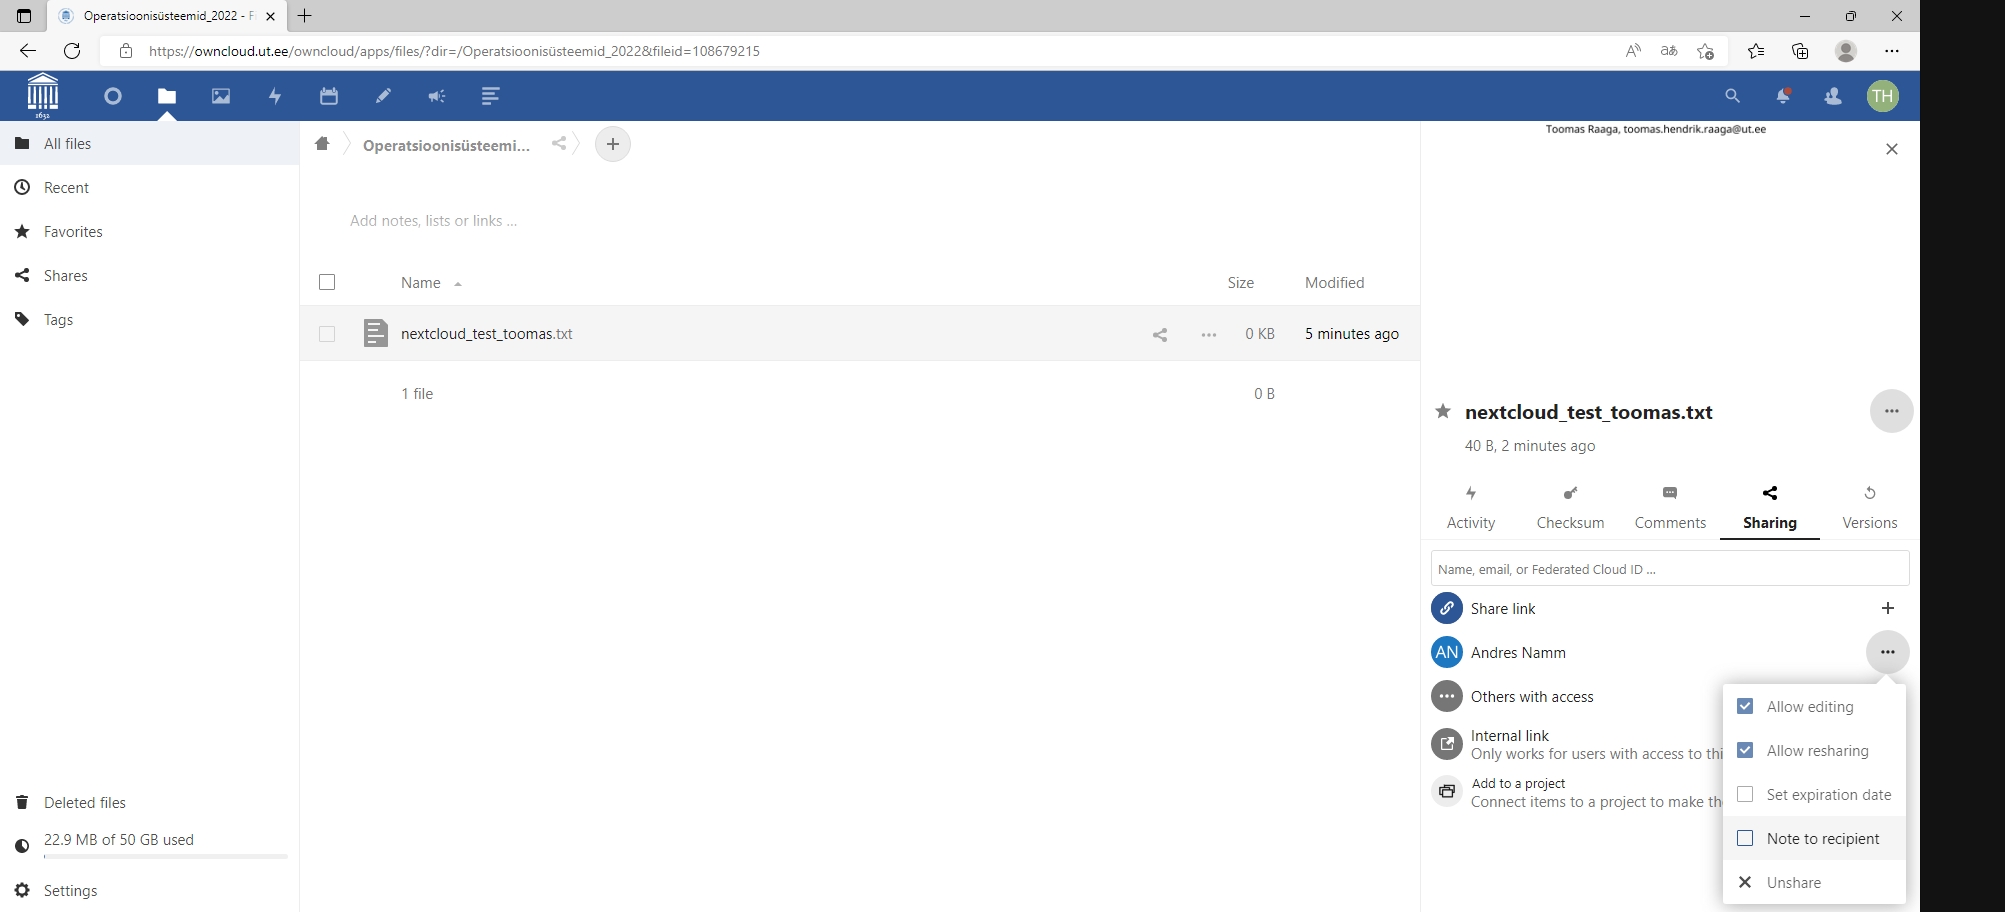 Operatsioonisüsteemid_2022 - F
https://owncloud.ut.ee/owncloud/apps/files/?dir=/Operatsioonisüsteemid_2022&fileid=108679215
1632
TH
All files
Recent
Favorites
Shares
Tags
Deleted files
22.9 MB of 50 GB used
Settings
Operatsioonisüsteemi...
Add notes, lists or links ...
Name
Size
Modified
nextcloud_test_toomas.txt
0 KB
5 minutes ago
1 file
0 B
Toomas Raaga, toomas.hendrik.raaga@ut.ee
nextcloud_test_toomas.txt
40 B, 2 minutes ago
Activity
Checksum
Comments
Sharing
Versions
Name, email, or Federated Cloud ID ...
Share link
AN
Andres Namm
Others with access
Internal link
Only works for users with access to thi
Add to a project
Connect items to a project to make th
Allow editing
Allow resharing
Set expiration date
Note to recipient
Unshare